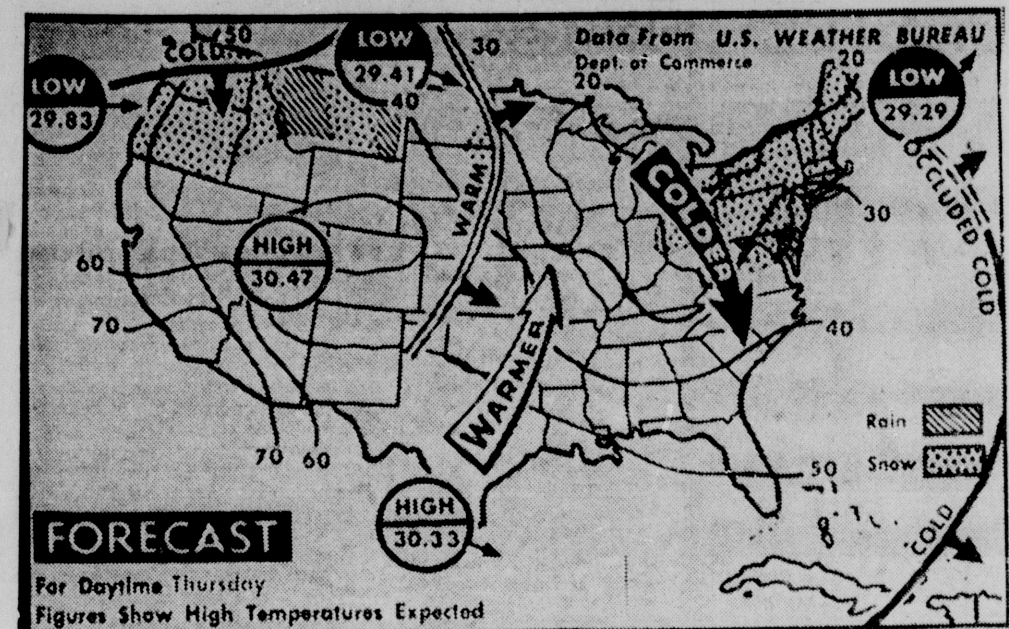 Data From U.S. WEATHER BUREAU
Dept. of Commerce
50
COLD
LOW
29.83
LOW
29.41
40
30
20
20
LOW
29.29
OCCLUDED COLD
WARM
COLDER
30
HIGH
30.47
60
70
40
WARMER
70
60
Rain
Snow
50
HIGH
30.33
COLD
FORECAST
For Daytime Thursday
Figures Show High Temperatures Expected